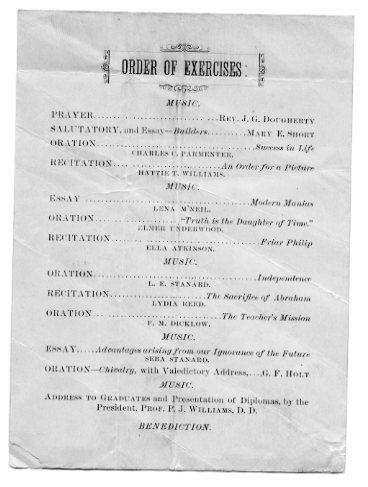 ORDER OF EXERCISES.
MUSIC.
PRAYER............................REV. J. G. DOUGHERTY
SALUTATORY, and Essay—Builders..........MARY E. SHORT
ORATION...................................Success in Life
CHARLES C. PARMENTER.
RECITATION............................An Order for a Picture
HATTIE T. WILLIAMS.
MUSIC.
ESSAY...................................Modern Manias
LENA M'NEIL.
ORATION...................."Truth is the Daughter of Time."
ELMER UNDERWOOD.
RECITATION...................................Friar Philip
ELLA ATKINSON.
MUSIC.
ORATION...................................Independence
L. E. STANARD.
RECITATION......................The Sacrifice of Abraham
LYDIA REED.
ORATION............................The Teacher's Mission
F. M. DICKLOW.
MUSIC.
ESSAY.....Advantages arising from our Ignorance of the Future
SEBA STANARD.
ORATION—Chivalry, with Valedictory Address,....G. F. HOLT
MUSIC.
ADDRESS TO GRADUATES and Presentation of Diplomas, by the
President, PROF. P. J. WILLIAMS, D. D.
BENEDICTION.